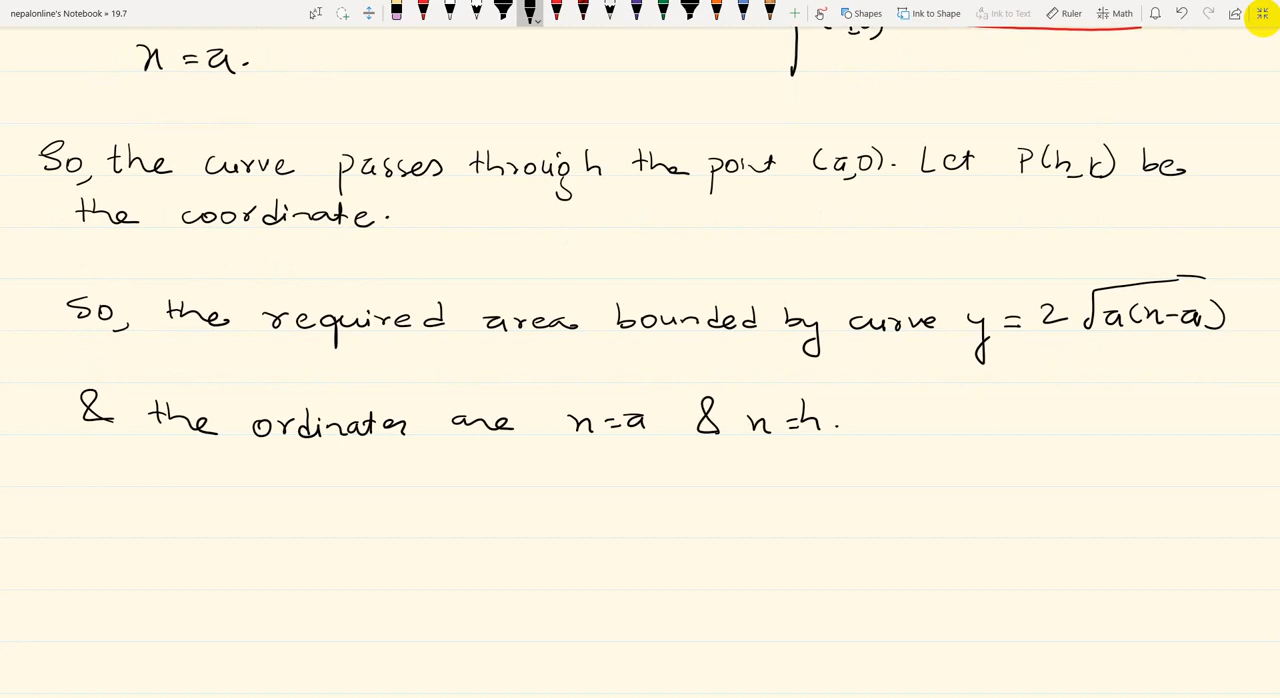 nepalonline's Notebook » 19.7
Shapes Ink to Shape Ink to Text Ruler Math
x = a.
So, the curve passes through the point (a,0). Let P(h,k) be
the coordinate.
So, the required area bounded by curve y = 2 √a(x-a)
& the ordinates are x=a & x=h.